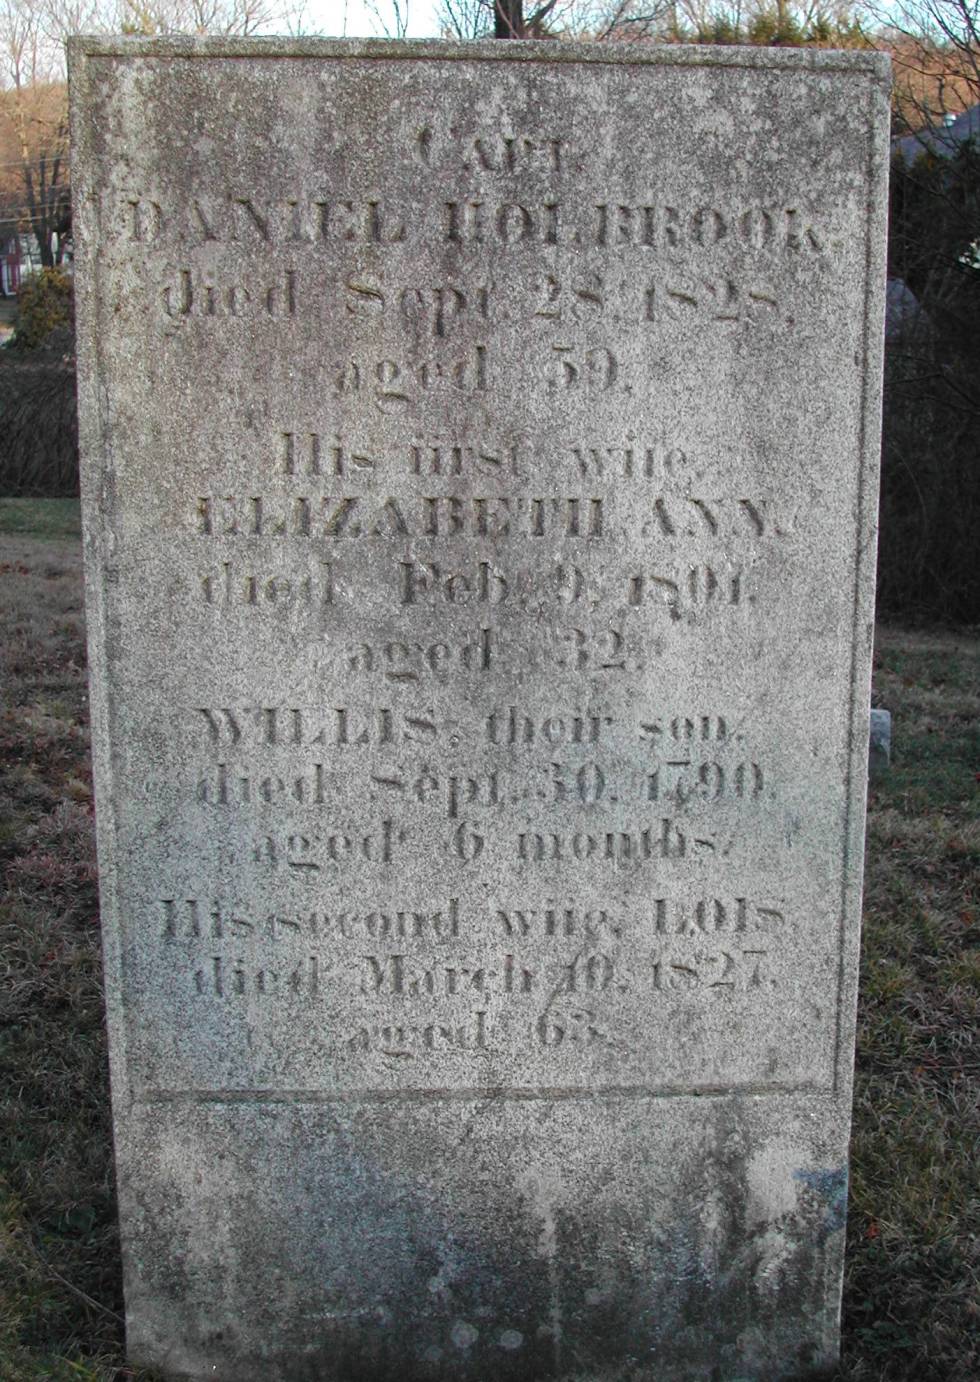 CAPT.
DANIEL HOLBROOK
died Sept. 28, 1828,
aged 59.
His first wife,
ELIZABETH ANN,
died Feb. 9, 1801,
aged 32.
WILLIS, their son,
died Sept. 30, 1790,
aged 6 months.
His second wife, LOIS,
died March 10, 1827,
aged 63.